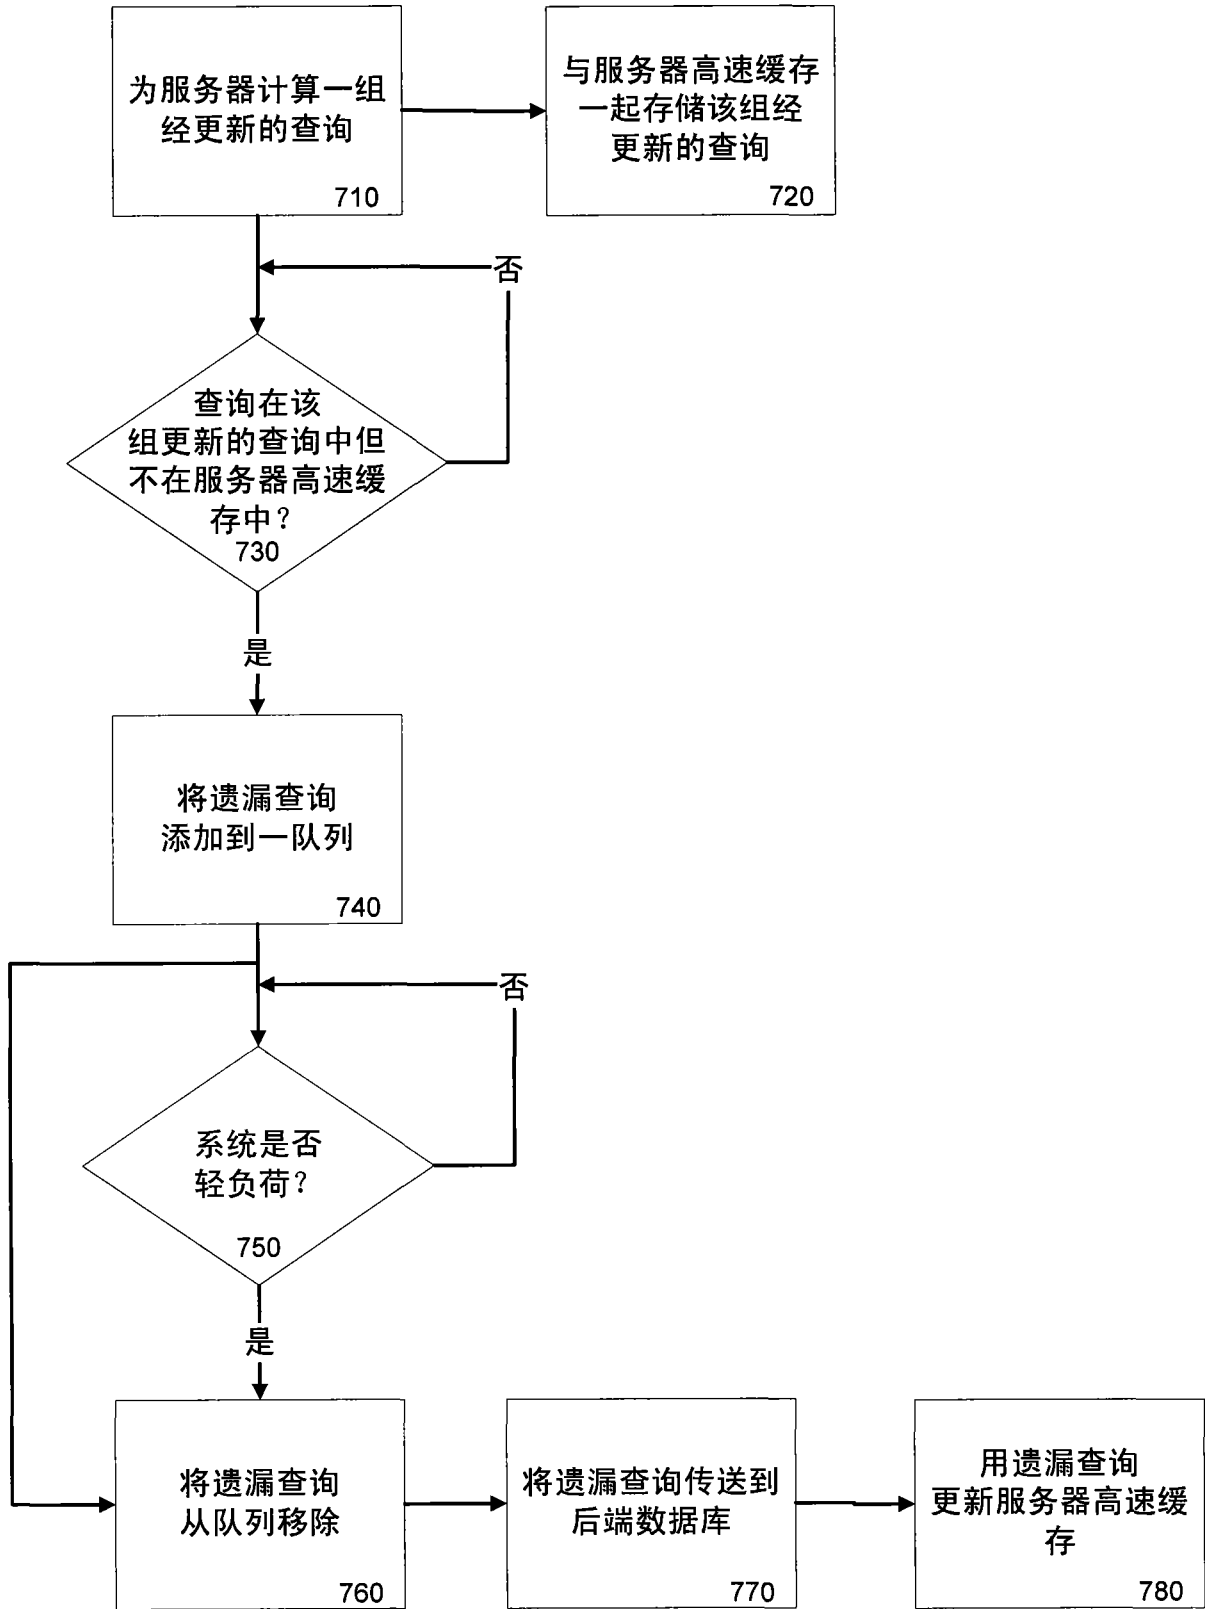 为服务器计算一组
经更新的查询
710
与服务器高速缓存
一起存储该组经
更新的查询
720
否
查询在该
组更新的查询中但
不在服务器高速缓
存中?
730
是
将遗漏查询
添加到一队列
740
否
系统是否
轻负荷?
750
是
将遗漏查询
从队列移除
760
将遗漏查询传送到
后端数据库
770
用遗漏查询
更新服务器高速缓
存
780